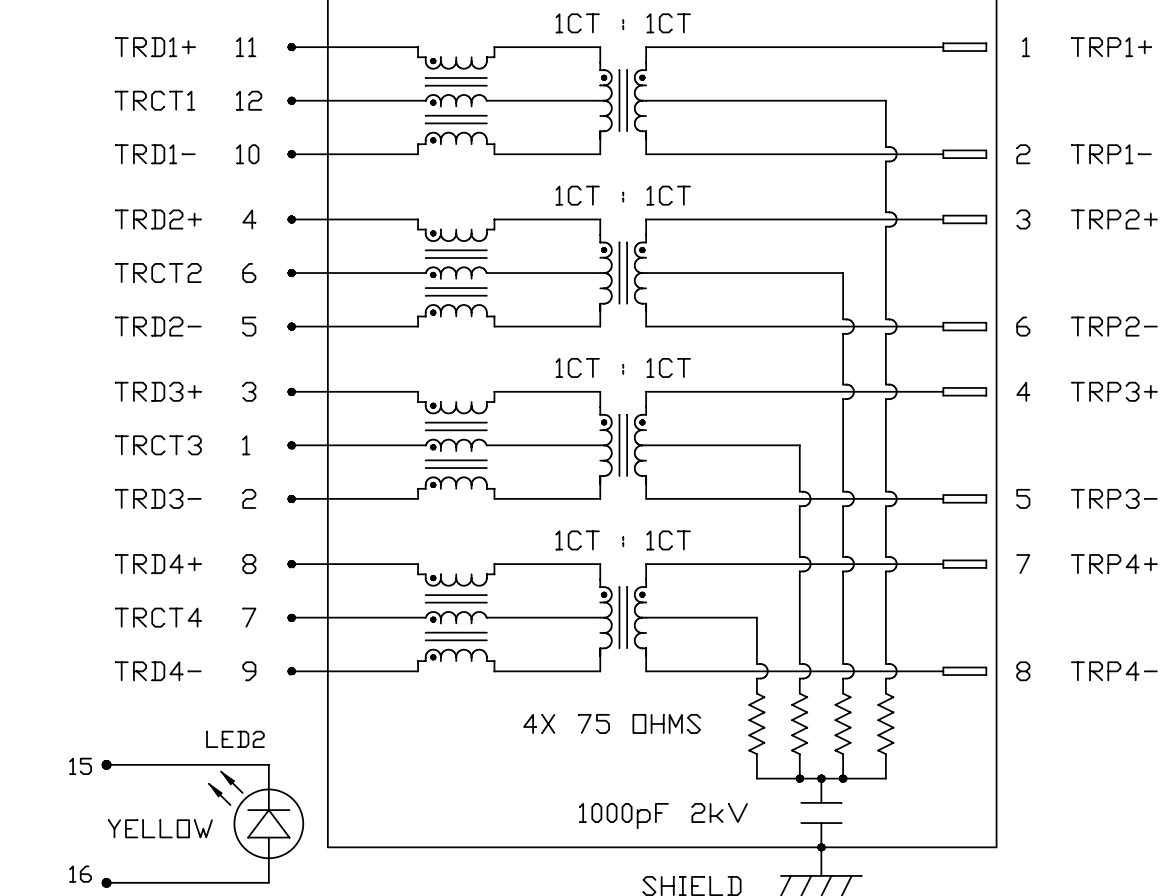 1CT : 1CT
TRD1+ 11 1 TRP1+
TRCT1 12
TRD1- 10 2 TRP1-
1CT : 1CT
TRD2+ 4 3 TRP2+
TRCT2 6
TRD2- 5 6 TRP2-
1CT : 1CT
TRD3+ 3 4 TRP3+
TRCT3 1
TRD3- 2 5 TRP3-
1CT : 1CT
TRD4+ 8 7 TRP4+
TRCT4 7
TRD4- 9 8 TRP4-
4X 75 OHMS
LED2
15
1000pF 2kV
YELLOW
16
SHIELD